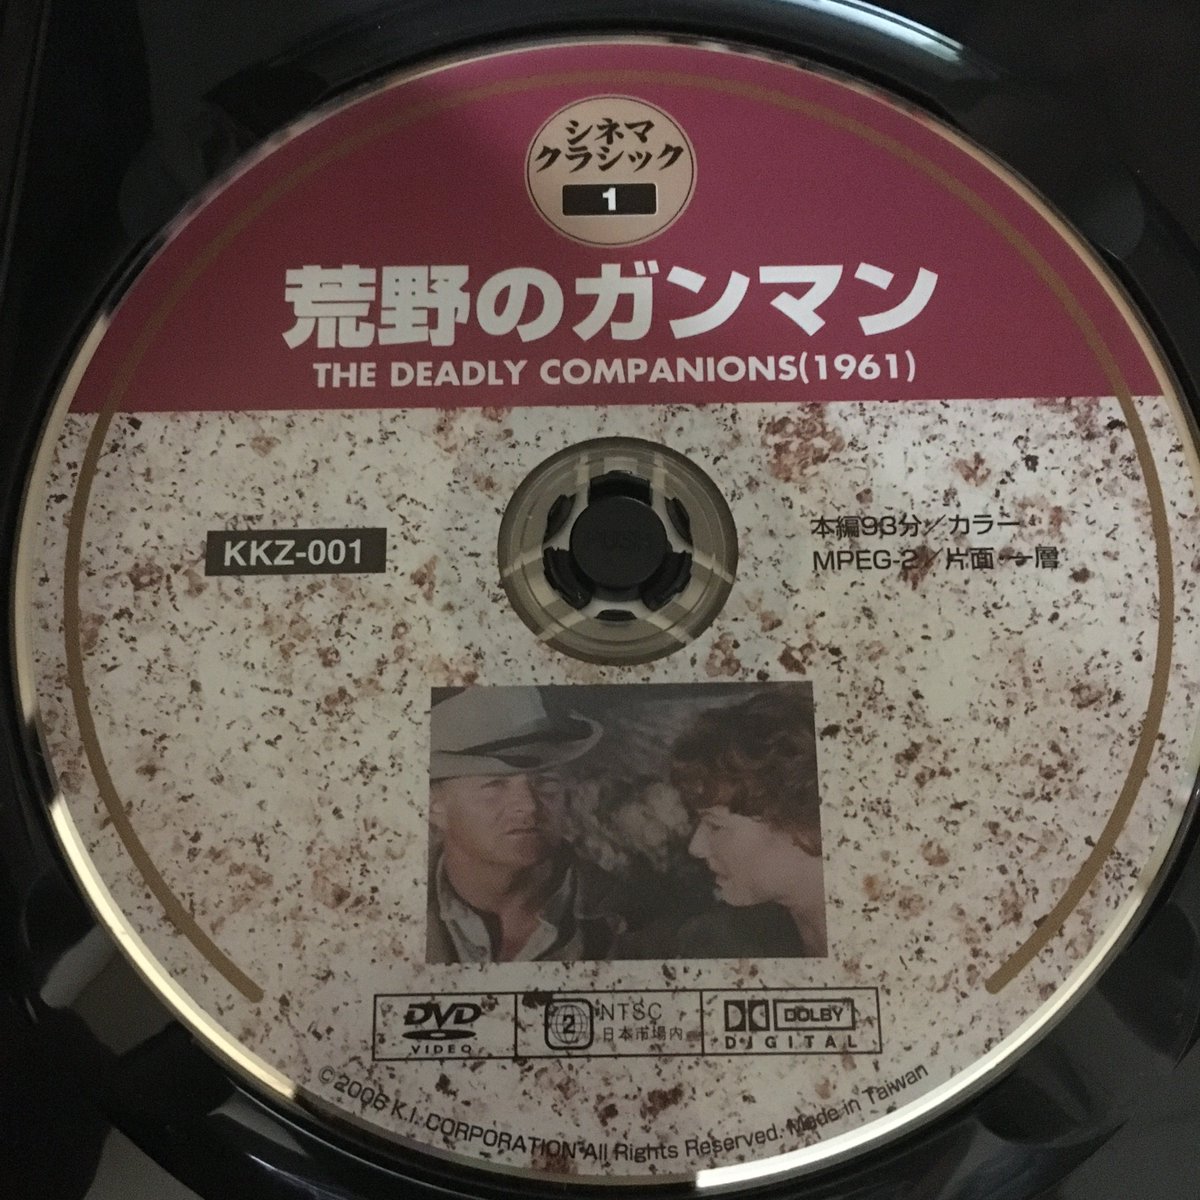 シネマ
クラシック
1
荒野のガンマン
THE DEADLY COMPANIONS(1961)
KKZ-001
本編93分/カラー
MPEG-2/片面・一層
DVD
VIDEO
2
NTSC
日本市場内
DOLBY
DIGITAL
©2006 K.I. CORPORATION All Rights Reserved. Made in Taiwan